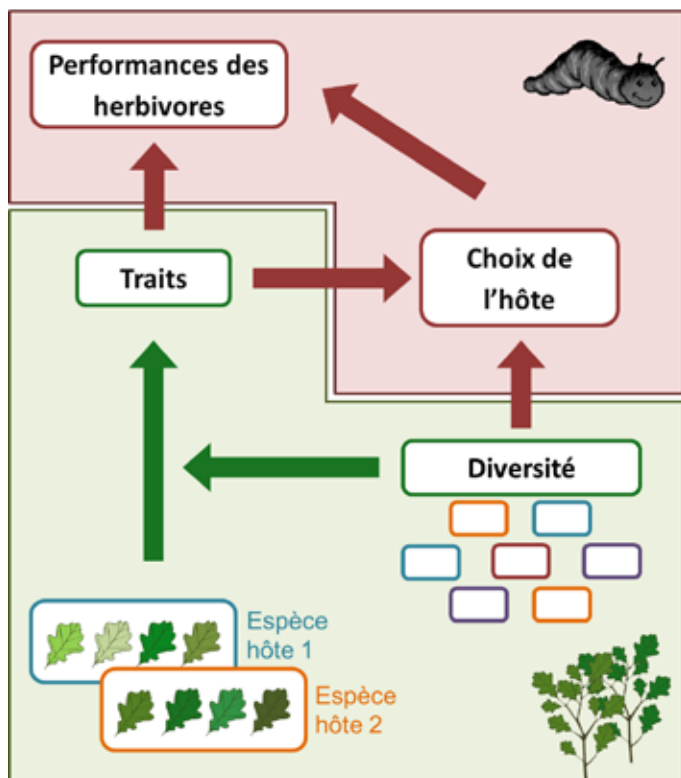 Performances des
herbivores
Traits
Choix de
l'hôte
Diversité
Espèce
hôte 1
Espèce
hôte 2